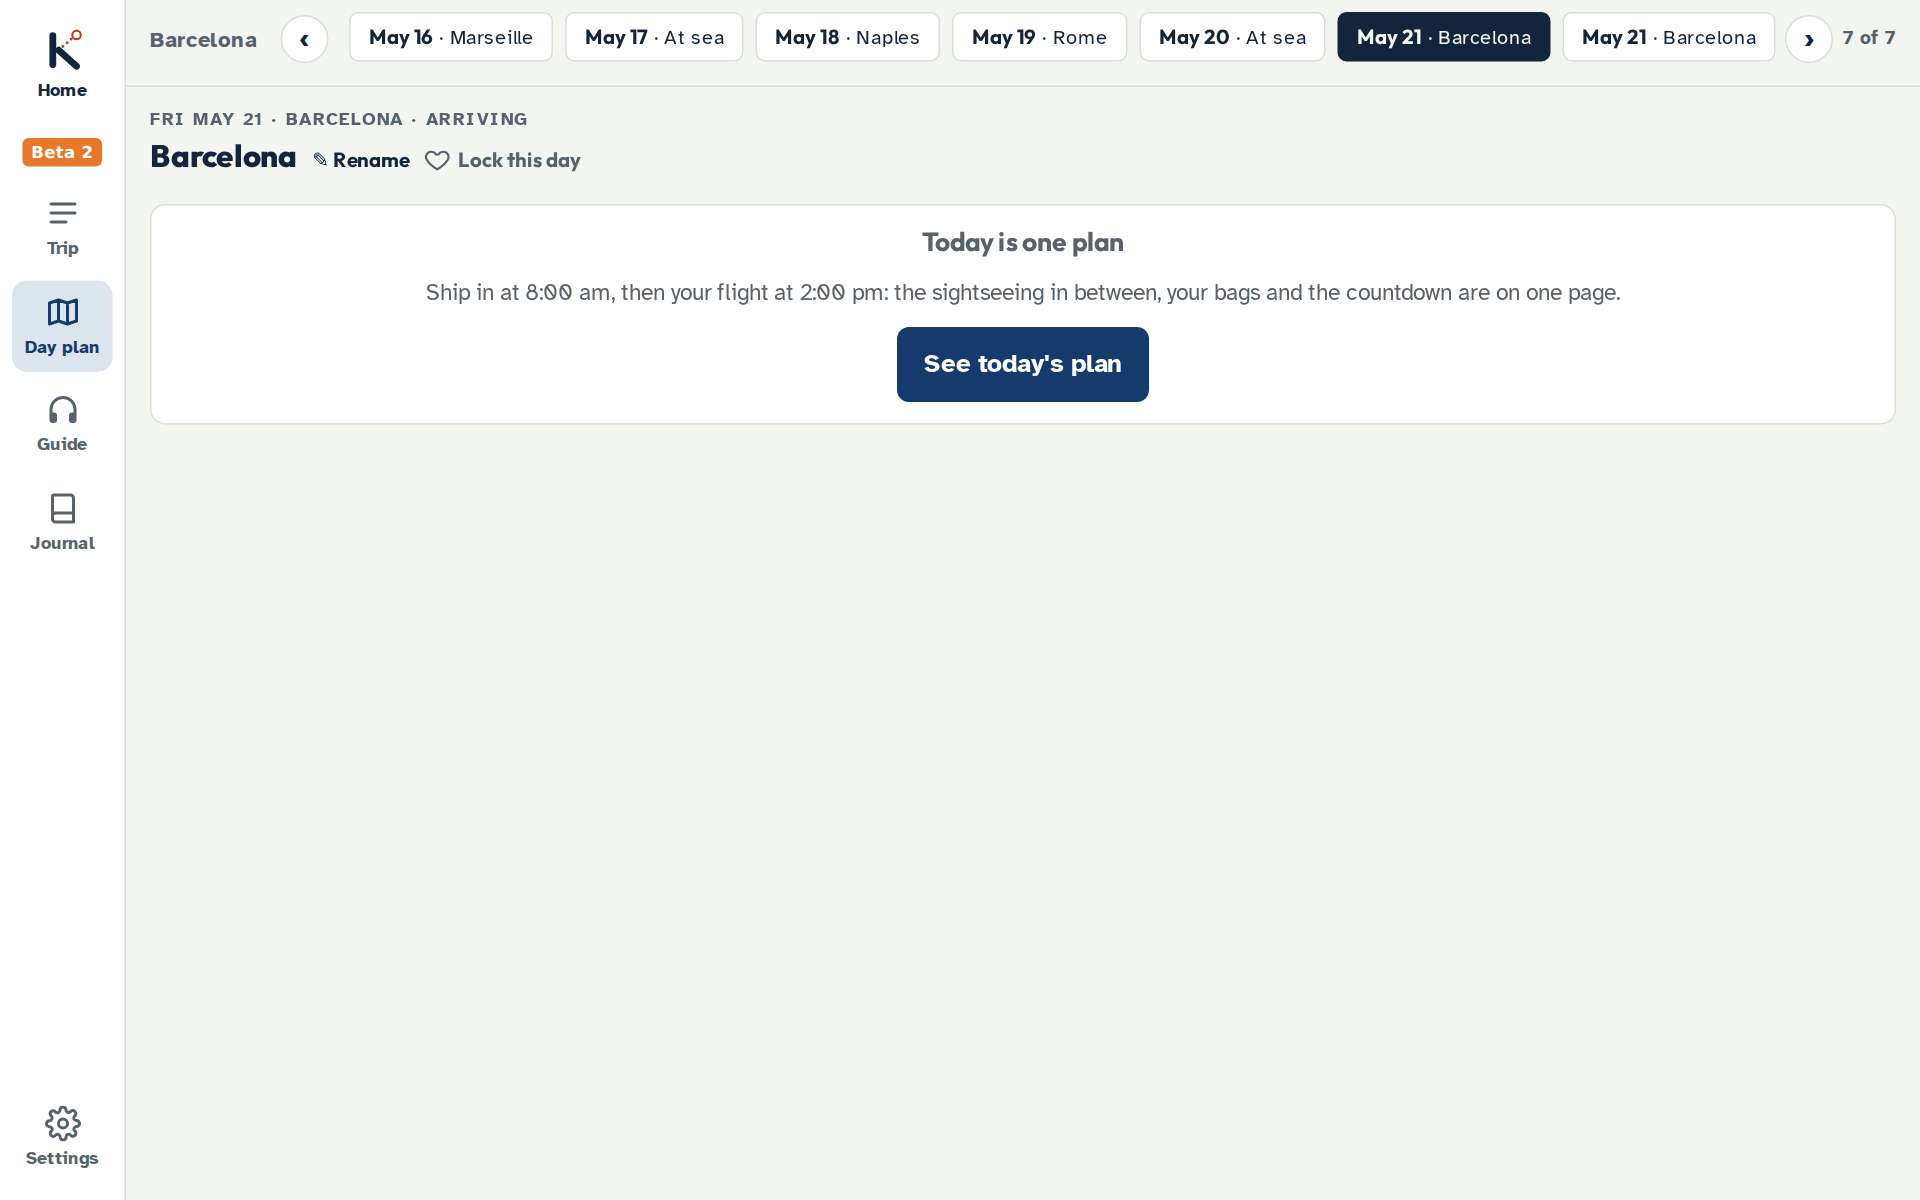 Home
Beta 2
Trip
Day plan
Guide
Journal
Settings
Barcelona ‹ May 16 · Marseille May 17 · At sea May 18 · Naples May 19 · Rome May 20 · At sea May 21 · Barcelona May 21 · Barcelona › 7 of 7
FRI MAY 21 · BARCELONA · ARRIVING
Barcelona ✎ Rename Lock this day
Today is one plan
Ship in at 8:00 am, then your flight at 2:00 pm: the sightseeing in between, your bags and the countdown are on one page.
See today's plan